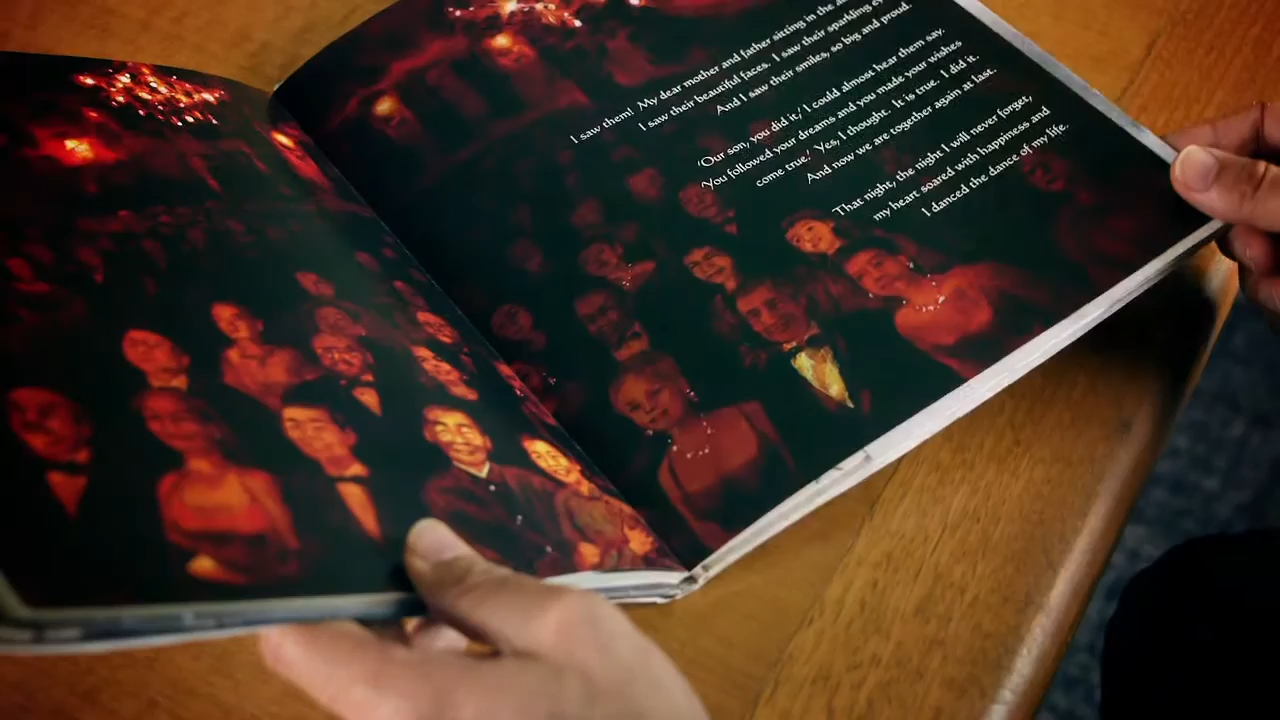 I saw them! My dear mother and father sitting in the
I saw their beautiful faces. I saw their sparkling
And I saw their smiles, so big and proud.
'Our son, you did it,' I could almost hear them say.
'You followed your dreams and you made your wishes
come true.' Yes, I thought. It is true. I did it.
And now we are together again at last.
That night, the night I will never forget,
my heart soared with happiness and
I danced the dance of my life.